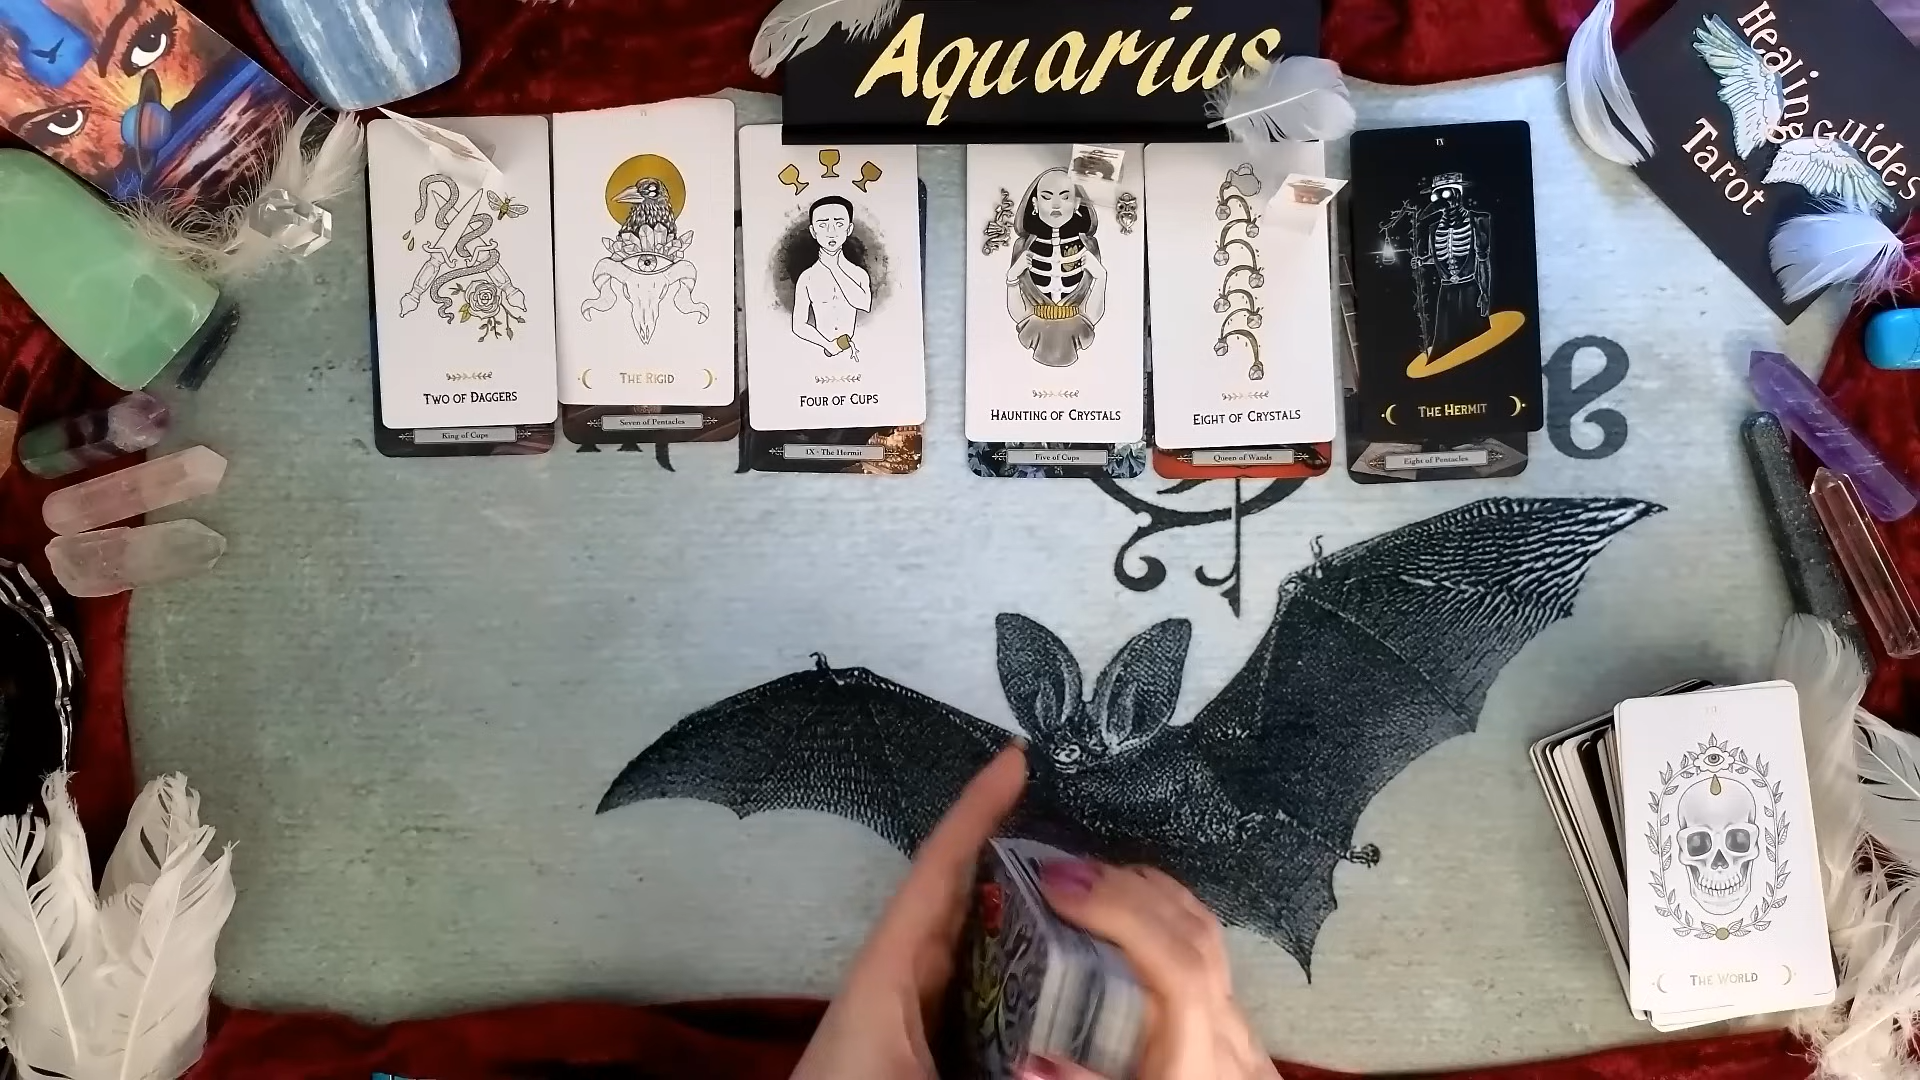 Aquarius
Healing Guides
Tarot
IX
Two of Daggers
The Rigid
Four of Cups
Haunting of Crystals
Eight of Crystals
The Hermit
King of Cups
Seven of Pentacles
IX · The Hermit
Five of Cups
Queen of Wands
Eight of Pentacles
The World